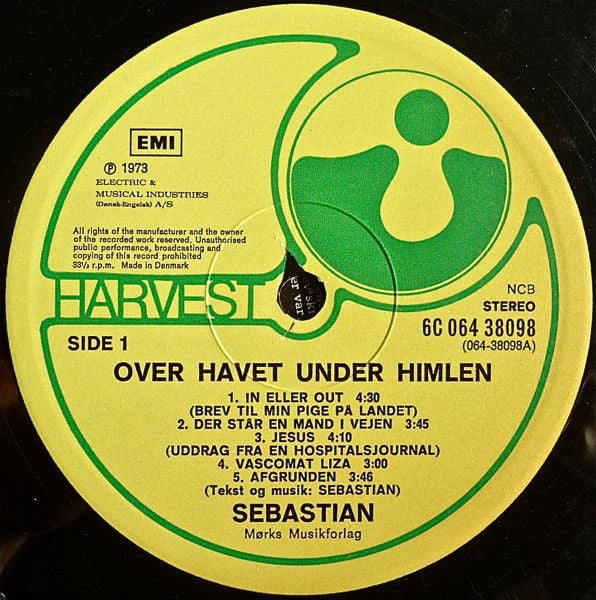 EMI
℗ 1973
ELECTRIC &
MUSICAL INDUSTRIES
(Dansk-Engelsk) A/S
All rights of the manufacturer and the owner
of the recorded work reserved. Unauthorised
public performance, broadcasting and
copying of this record prohibited
33⅓ r.p.m. Made in Denmark
HARVEST
NCB
STEREO
6C 064 38098
(064-38098A)
SIDE 1
OVER HAVET UNDER HIMLEN
1. IN ELLER OUT 4:30
(BREV TIL MIN PIGE PÅ LANDET)
2. DER STÅR EN MAND I VEJEN 3:45
3. JESUS 4:10
(UDDRAG FRA EN HOSPITALSJOURNAL)
4. VASCOMAT LIZA 3:00
5. AFGRUNDEN 3:46
(Tekst og musik: SEBASTIAN)
SEBASTIAN
Mørks Musikforlag